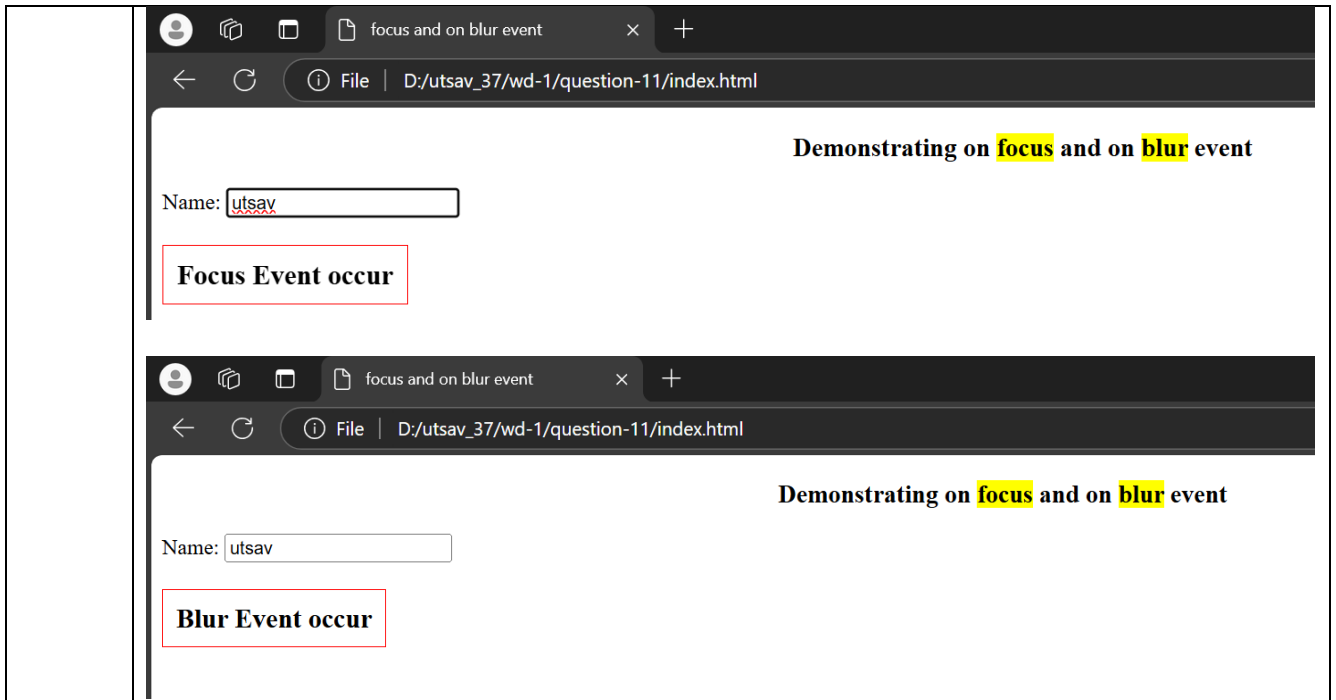 focus and on blur event
File D:/utsav_37/wd-1/question-11/index.html
Demonstrating on focus and on blur event
Name: utsav
Focus Event occur
focus and on blur event
File D:/utsav_37/wd-1/question-11/index.html
Demonstrating on focus and on blur event
Name: utsav
Blur Event occur